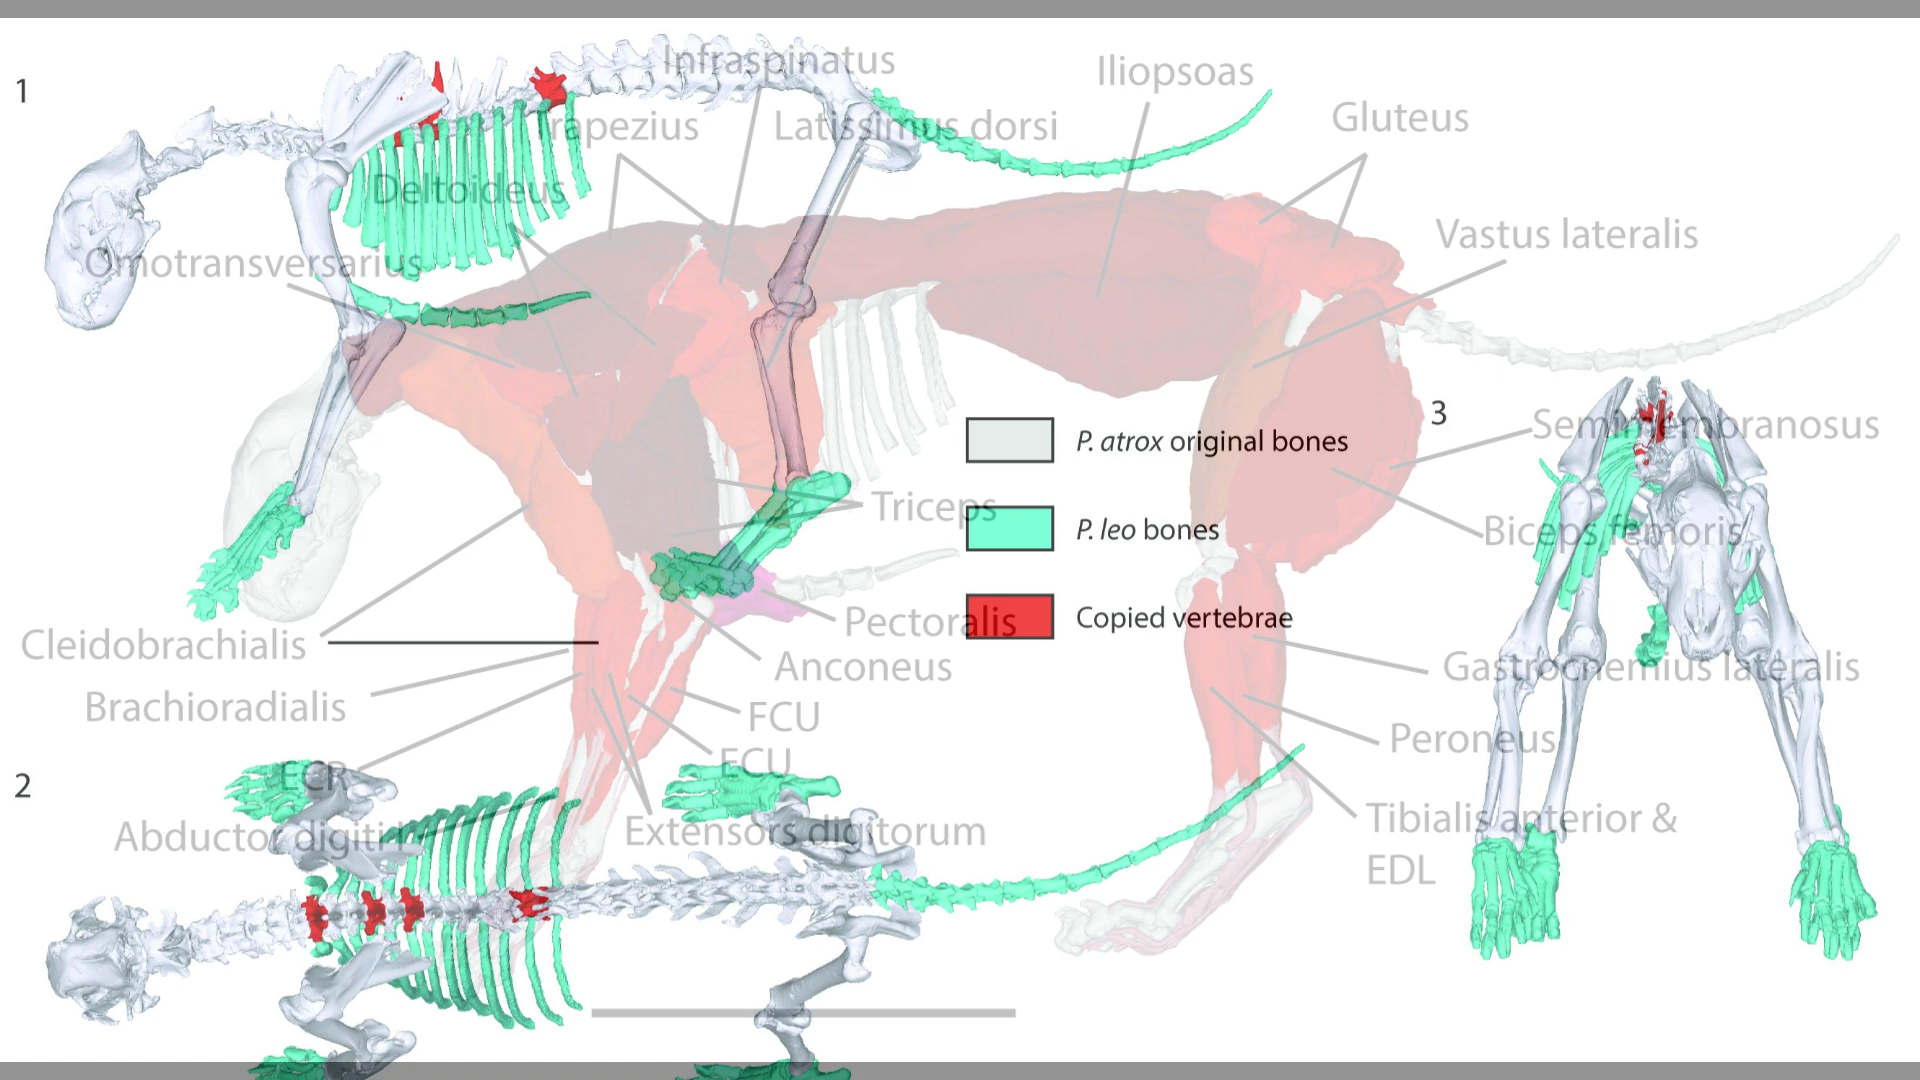 1
Infraspinatus
Iliopsoas
Trapezius
Latissimus dorsi
Gluteus
Deltoideus
Vastus lateralis
Omotransversarius
P. atrox original bones
3
Semimembranosus
Triceps
P. leo bones
Biceps femoris
Pectoralis
Copied vertebrae
Cleidobrachialis
Anconeus
Gastrochemius lateralis
Brachioradialis
FCU
Peroneus
ECU
2
ECR
Abductor digiti I
Extensors digitorum
Tibialis anterior &
EDL